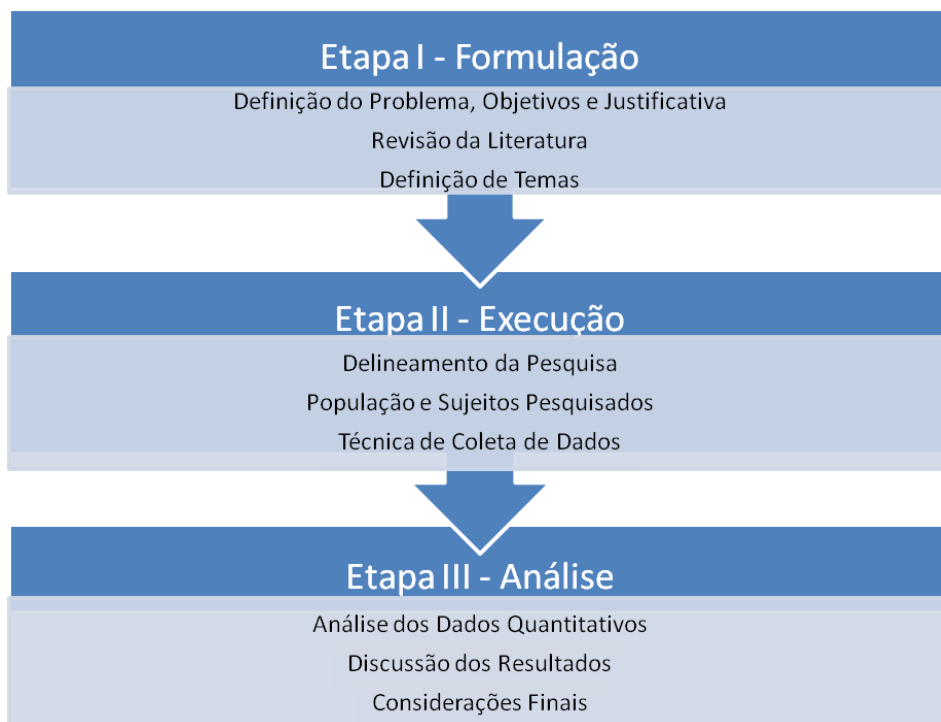 Etapa I - Formulação
Definição do Problema, Objetivos e Justificativa
Revisão da Literatura
Definição de Temas
Etapa II - Execução
Delineamento da Pesquisa
População e Sujeitos Pesquisados
Técnica de Coleta de Dados
Etapa III - Análise
Análise dos Dados Quantitativos
Discussão dos Resultados
Considerações Finais